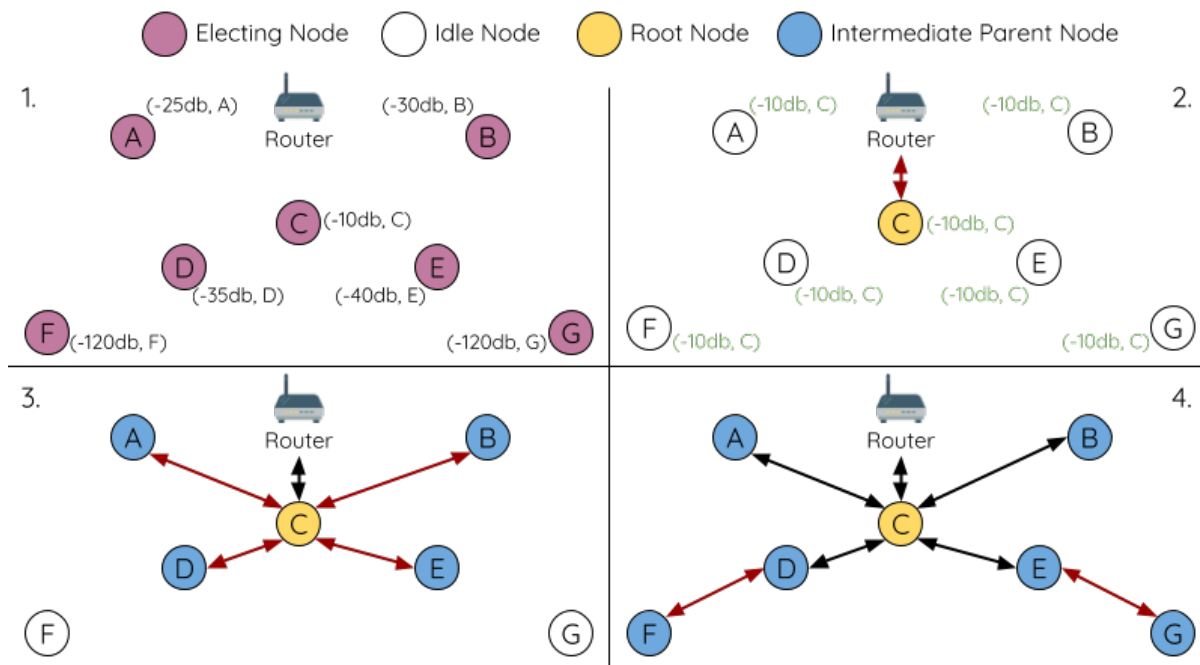 Electing Node
Idle Node
Root Node
Intermediate Parent Node
1.
(-25db, A)
(-30db, B)
A
Router
B
C
(-10db, C)
D
E
(-35db, D)
(-40db, E)
F
(-120db, F)
(-120db, G)
G
2.
(-10db, C)
(-10db, C)
A
Router
B
C
(-10db, C)
D
E
(-10db, C)
(-10db, C)
F
(-10db, C)
(-10db, C)
G
3.
A
Router
B
C
D
E
F
G
4.
A
Router
B
C
D
E
F
G